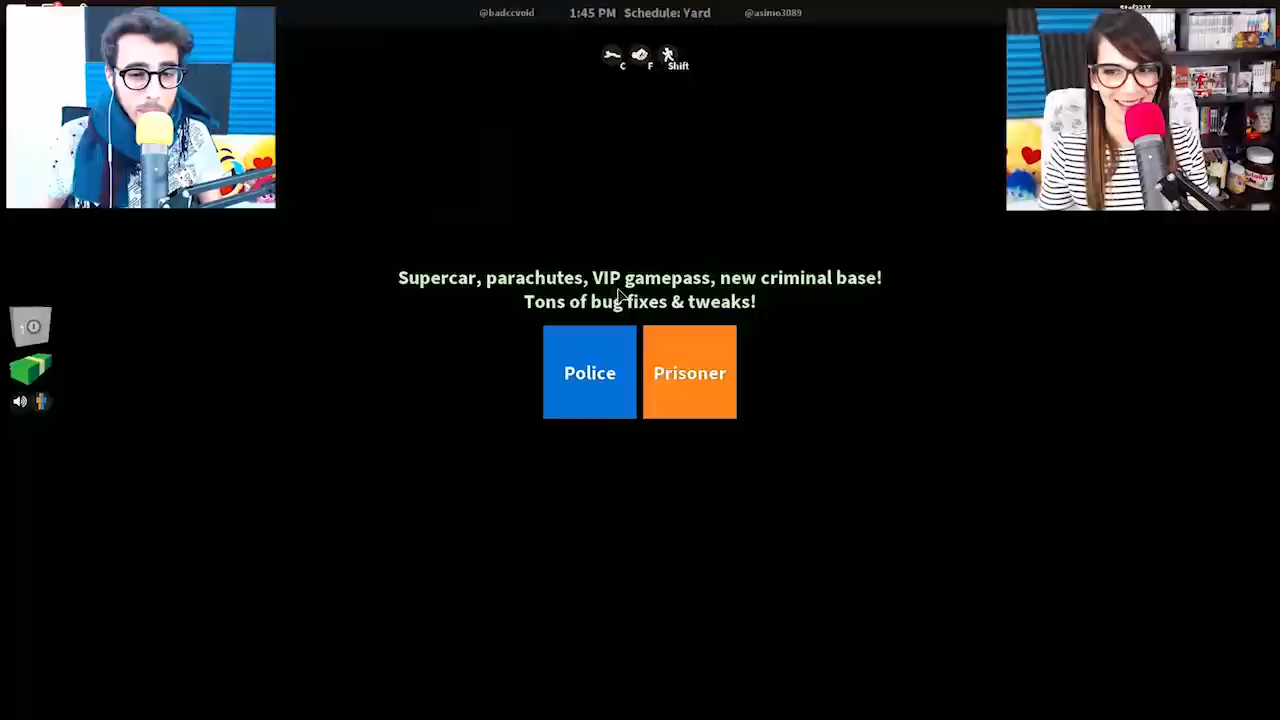 @badccvoid 1:45 PM Schedule: Yard @asimo3089
C F Shift
Supercar, parachutes, VIP gamepass, new criminal base!
Tons of bug fixes & tweaks!
Police Prisoner
nutella